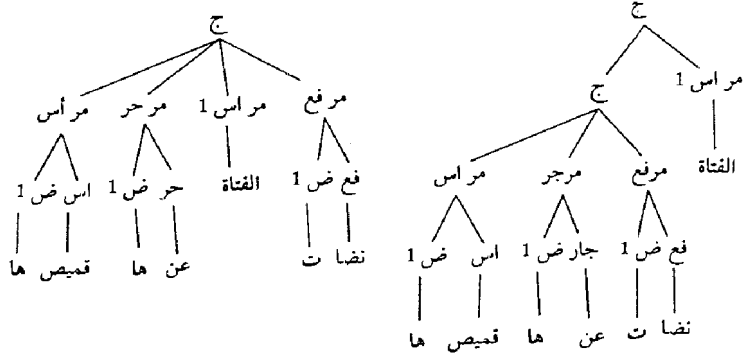 ج
مر اس 1 ج
الفتاة
مرفع مرجر مر اس
فع ض 1 جار ض 1 اس ض 1
نضا ت عن ها قميص ها
ج
مر فع مر اس 1 مر حر مر أس
فع ض 1 الفتاة حر ض 1 اس ض 1
نضا ت عن ها قميص ها